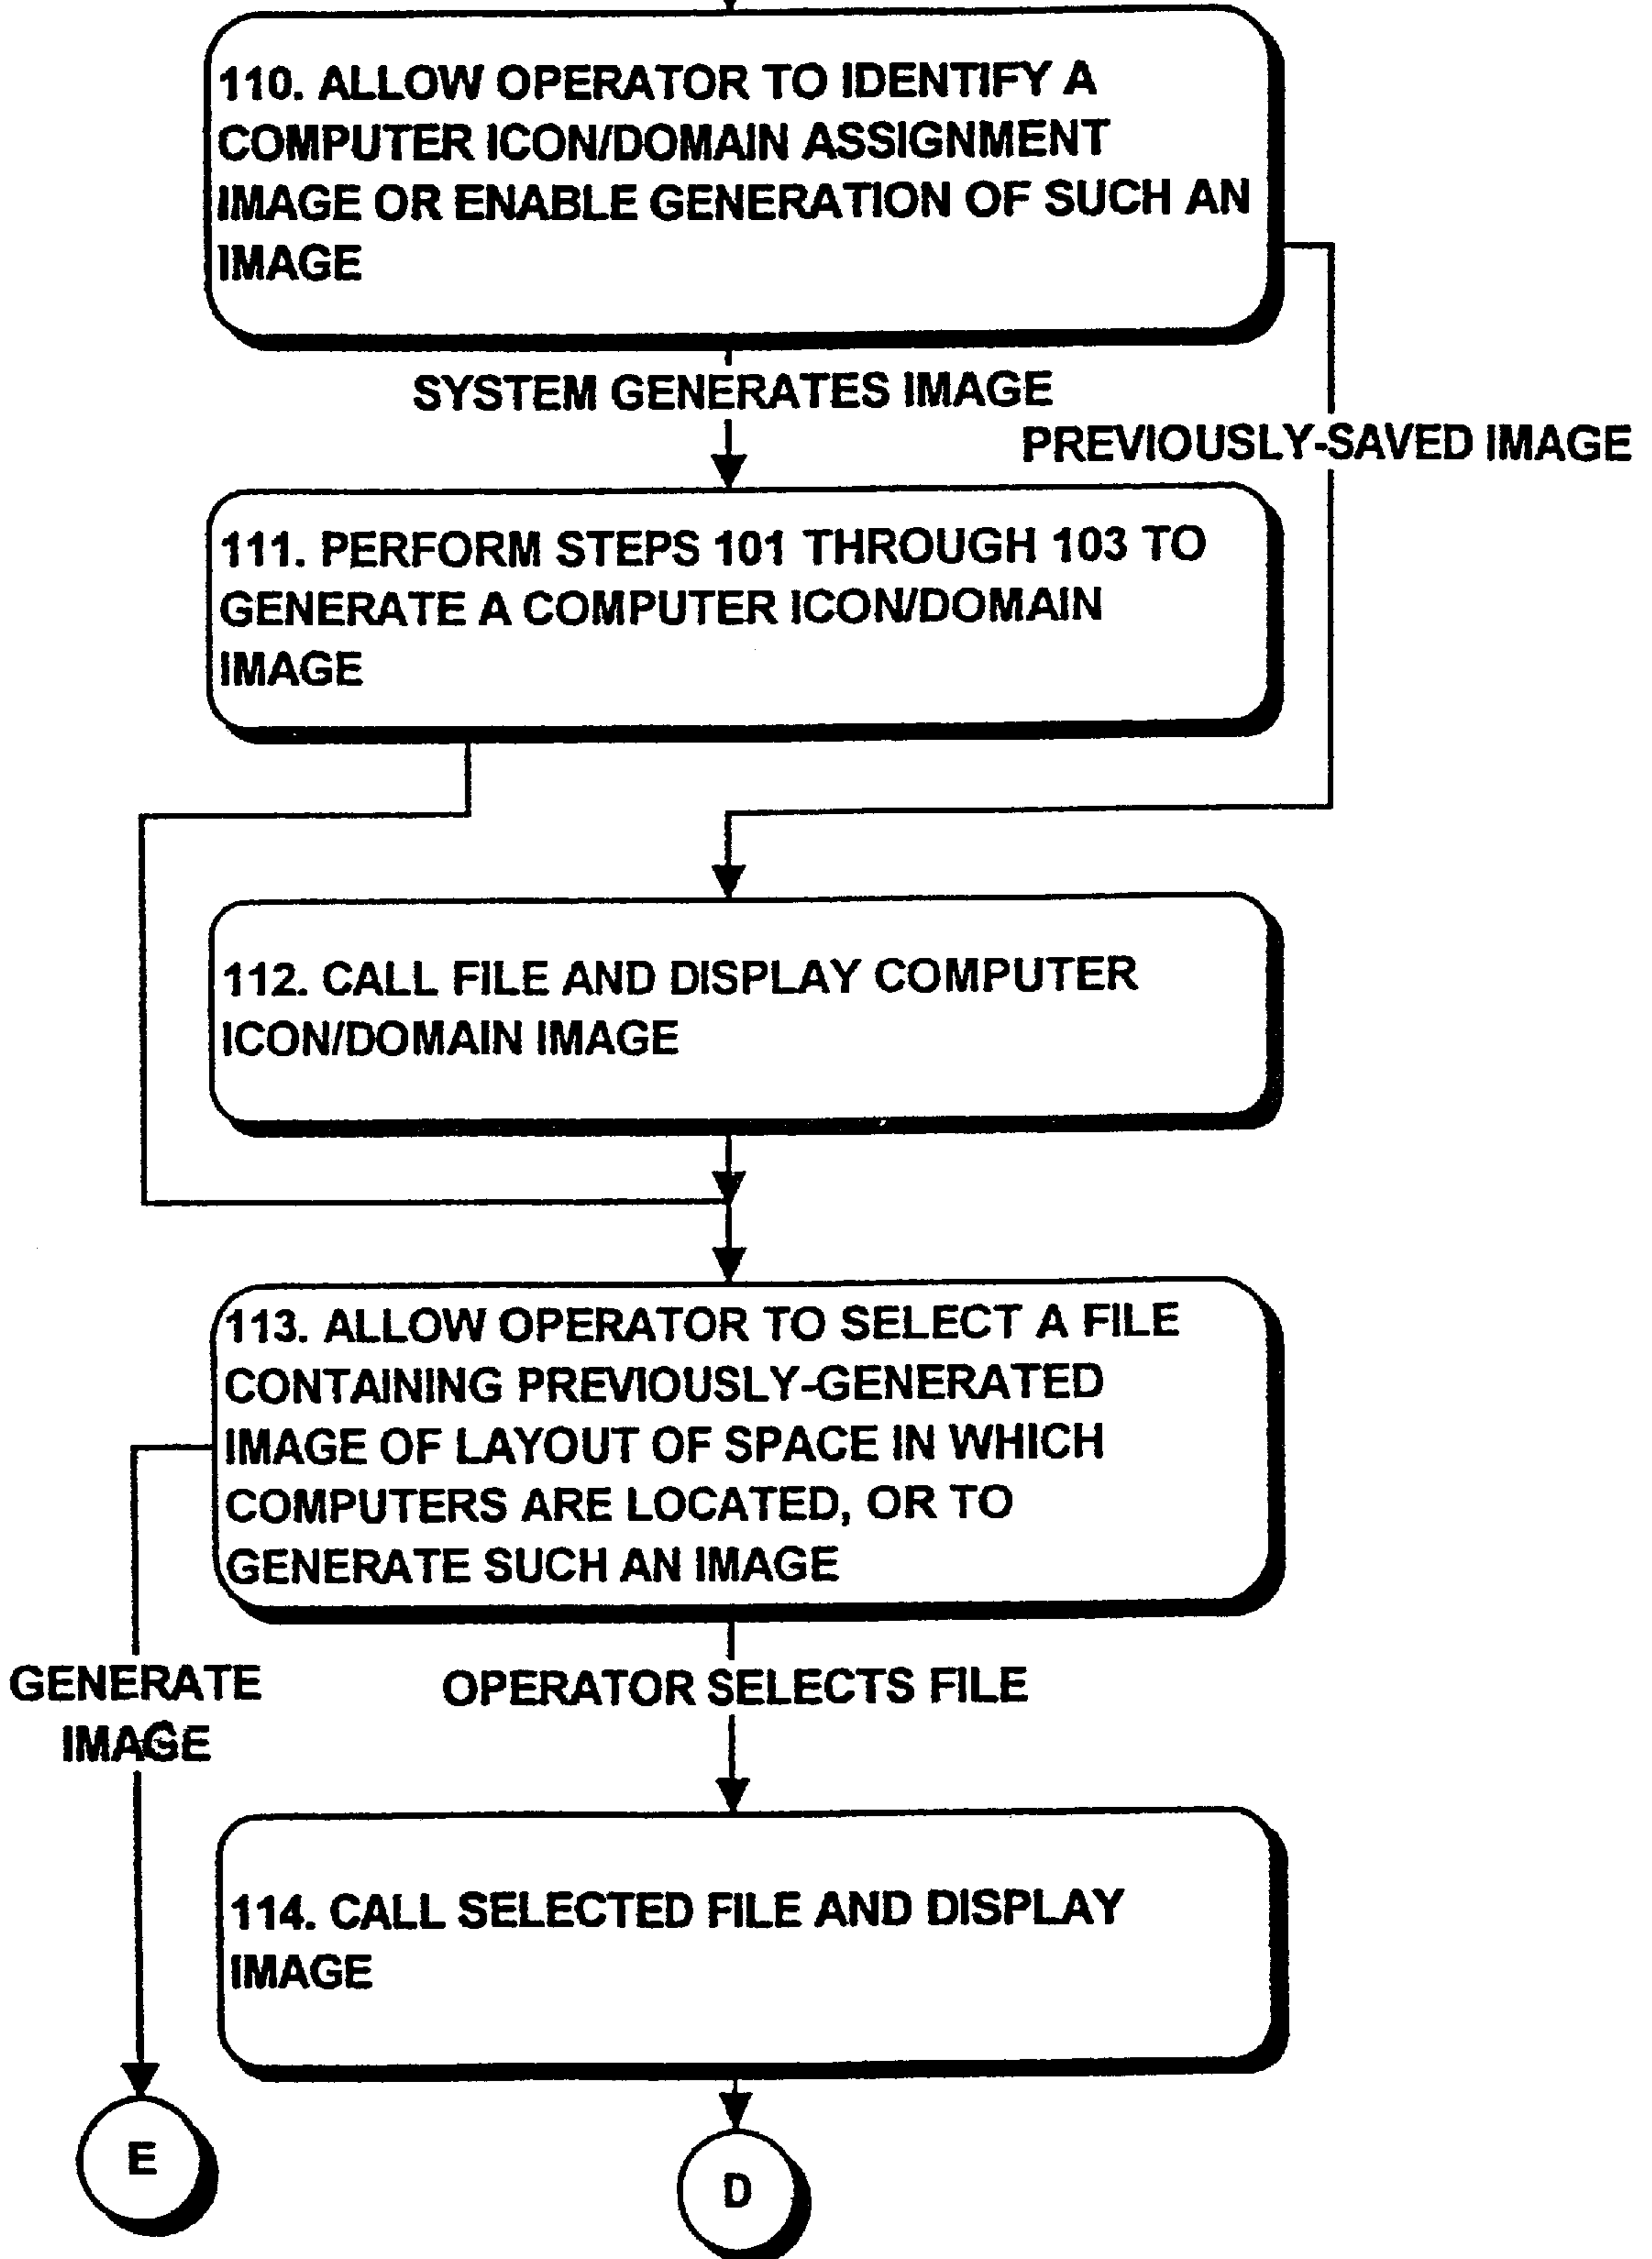 110. ALLOW OPERATOR TO IDENTIFY A
COMPUTER ICON/DOMAIN ASSIGNMENT
IMAGE OR ENABLE GENERATION OF SUCH AN
IMAGE
SYSTEM GENERATES IMAGE
PREVIOUSLY-SAVED IMAGE
111. PERFORM STEPS 101 THROUGH 103 TO
GENERATE A COMPUTER ICON/DOMAIN
IMAGE
112. CALL FILE AND DISPLAY COMPUTER
ICON/DOMAIN IMAGE
113. ALLOW OPERATOR TO SELECT A FILE
CONTAINING PREVIOUSLY-GENERATED
IMAGE OF LAYOUT OF SPACE IN WHICH
COMPUTERS ARE LOCATED, OR TO
GENERATE SUCH AN IMAGE
GENERATE
IMAGE
OPERATOR SELECTS FILE
114. CALL SELECTED FILE AND DISPLAY
IMAGE
E
D